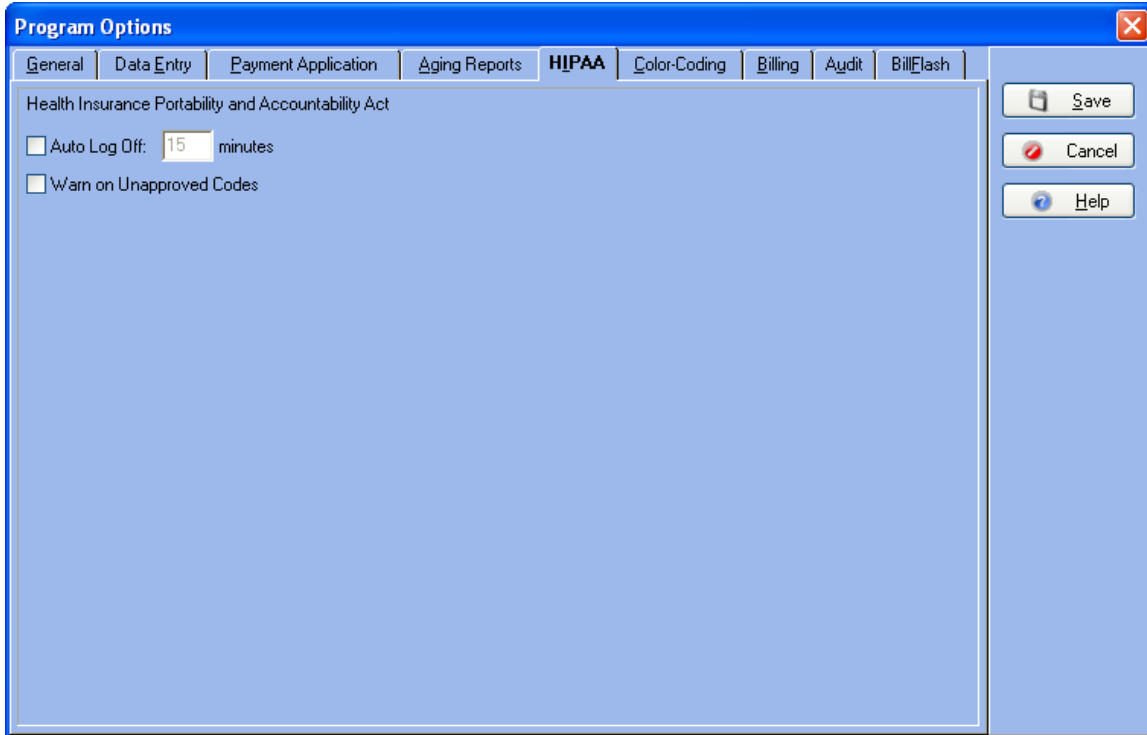 Program Options
General Data Entry Payment Application Aging Reports HIPAA Color-Coding Billing Audit BillFlash
Health Insurance Portability and Accountability Act
Auto Log Off: 15 minutes
Warn on Unapproved Codes
Save
Cancel
Help